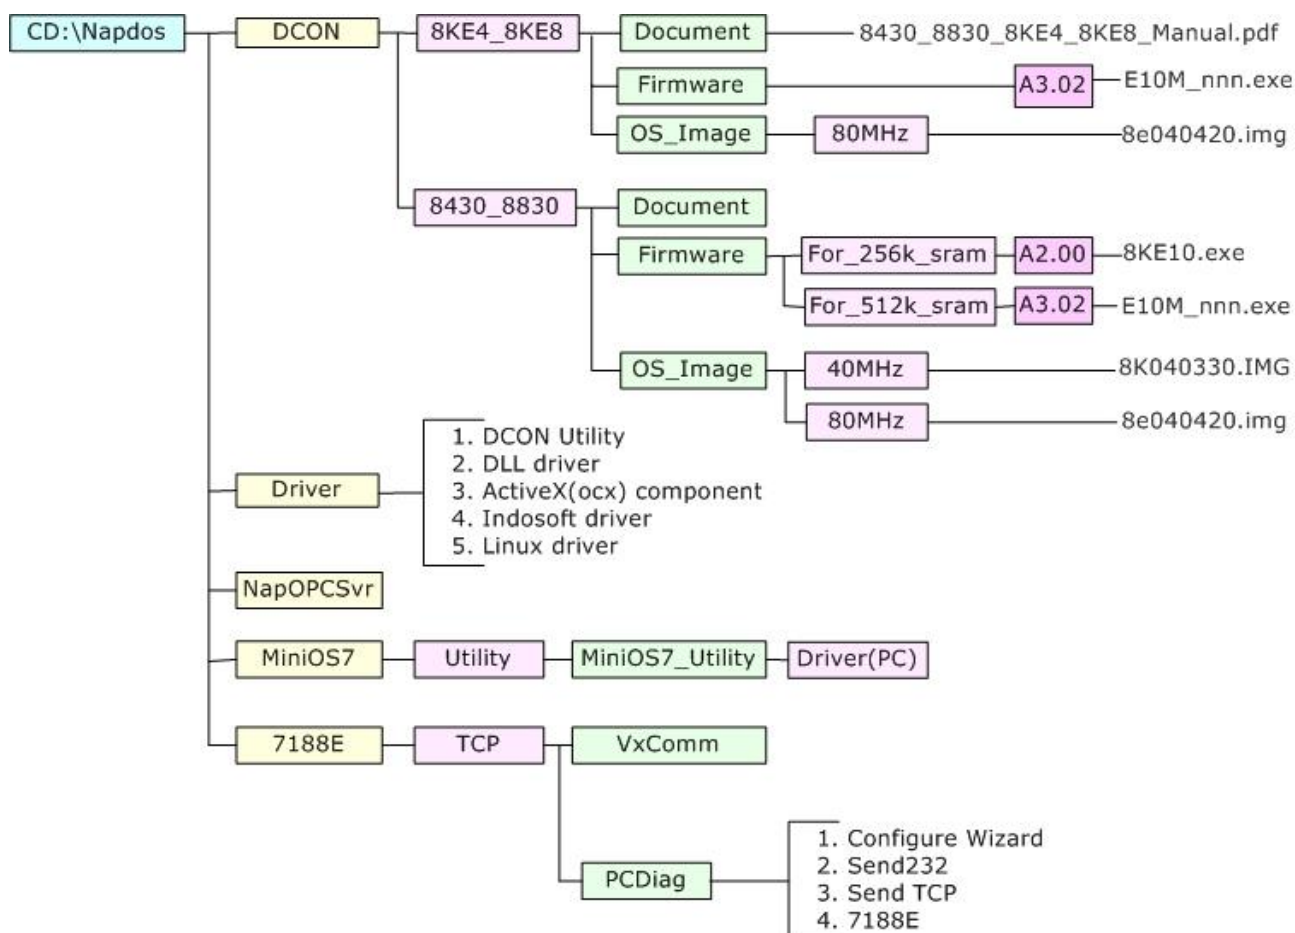 CD:\Napdos DCON 8KE4_8KE8 Document 8430_8830_8KE4_8KE8_Manual.pdf
Firmware A3.02 E10M_nnn.exe
OS_Image 80MHz 8e040420.img
8430_8830 Document
Firmware For_256k_sram A2.00 8KE10.exe
For_512k_sram A3.02 E10M_nnn.exe
OS_Image 40MHz 8K040330.IMG
80MHz 8e040420.img
Driver
1. DCON Utility
2. DLL driver
3. ActiveX(ocx) component
4. Indosoft driver
5. Linux driver
NapOPCSvr
MiniOS7 Utility MiniOS7_Utility Driver(PC)
7188E TCP VxComm
PCDiag
1. Configure Wizard
2. Send232
3. Send TCP
4. 7188E